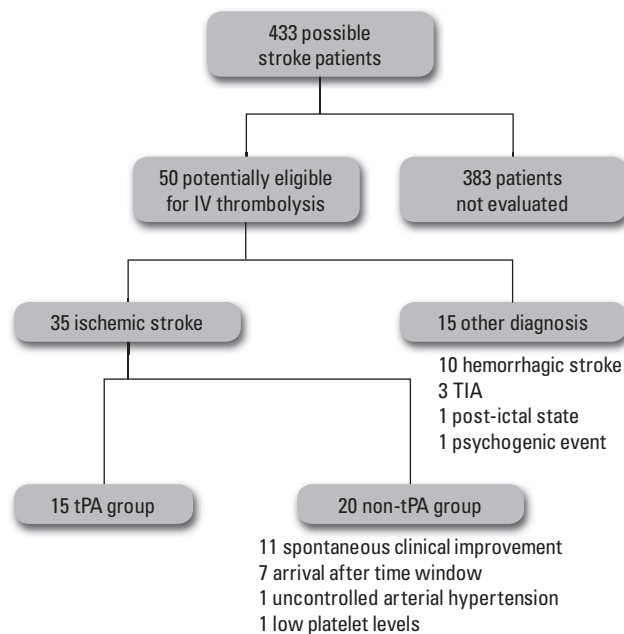 433 possible
stroke patients
50 potentially eligible
for IV thrombolysis
383 patients
not evaluated
35 ischemic stroke
15 other diagnosis
10 hemorrhagic stroke
3 TIA
1 post-ictal state
1 psychogenic event
15 tPA group
20 non-tPA group
11 spontaneous clinical improvement
7 arrival after time window
1 uncontrolled arterial hypertension
1 low platelet levels